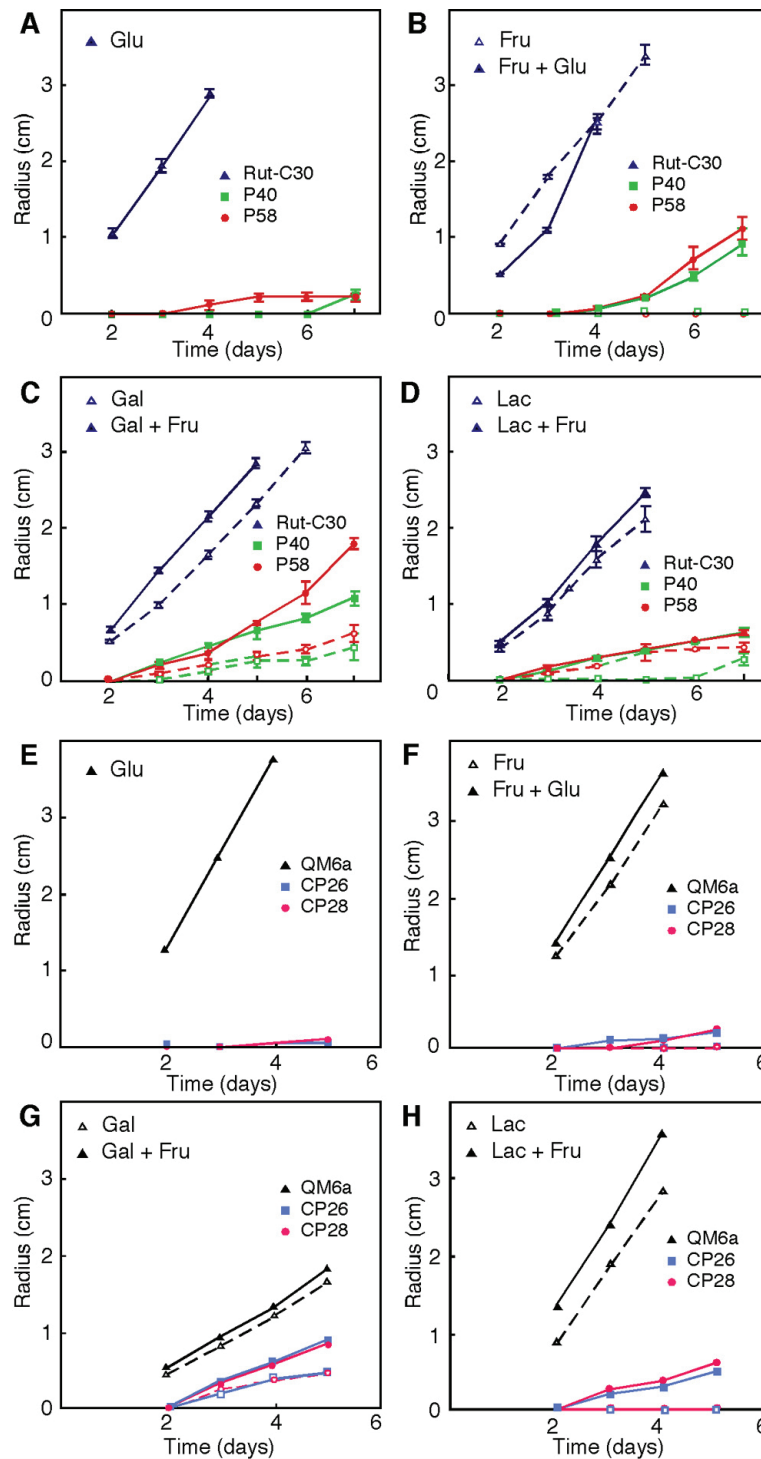 A
Glu
3
2
1
0
Radius (cm)
Rut-C30
P40
P58
2 4 6
Time (days)
B
Fru
Fru + Glu
3
2
1
0
Radius (cm)
Rut-C30
P40
P58
2 4 6
Time (days)
C
Gal
Gal + Fru
3
2
1
0
Radius (cm)
Rut-C30
P40
P58
2 4 6
Time (days)
D
Lac
Lac + Fru
3
2
1
0
Radius (cm)
Rut-C30
P40
P58
2 4 6
Time (days)
E
Glu
3
2
1
0
Radius (cm)
QM6a
CP26
CP28
2 4 6
Time (days)
F
Fru
Fru + Glu
3
2
1
0
Radius (cm)
QM6a
CP26
CP28
2 4 6
Time (days)
G
Gal
Gal + Fru
3
2
1
0
Radius (cm)
QM6a
CP26
CP28
2 4 6
Time (days)
H
Lac
Lac + Fru
3
2
1
0
Radius (cm)
QM6a
CP26
CP28
2 4 6
Time (days)